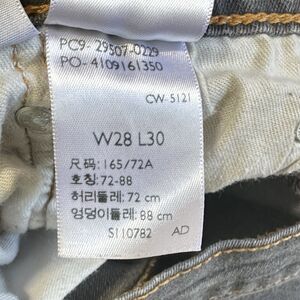 PC9- 29507-0229
PO- 4109161350
CW-5121
W28 L30
尺码: 165/72A
호칭: 72-88
허리둘레: 72 cm
엉덩이둘레: 88 cm
S110782 AD